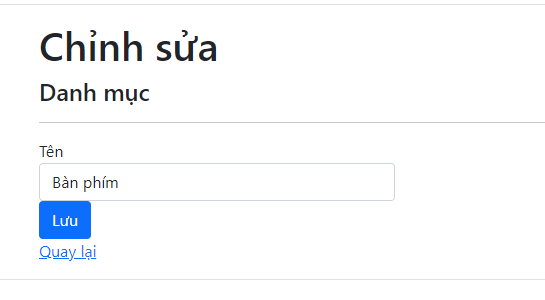 Chỉnh sửa
Danh mục
Tên
Bàn phím
Lưu
Quay lại